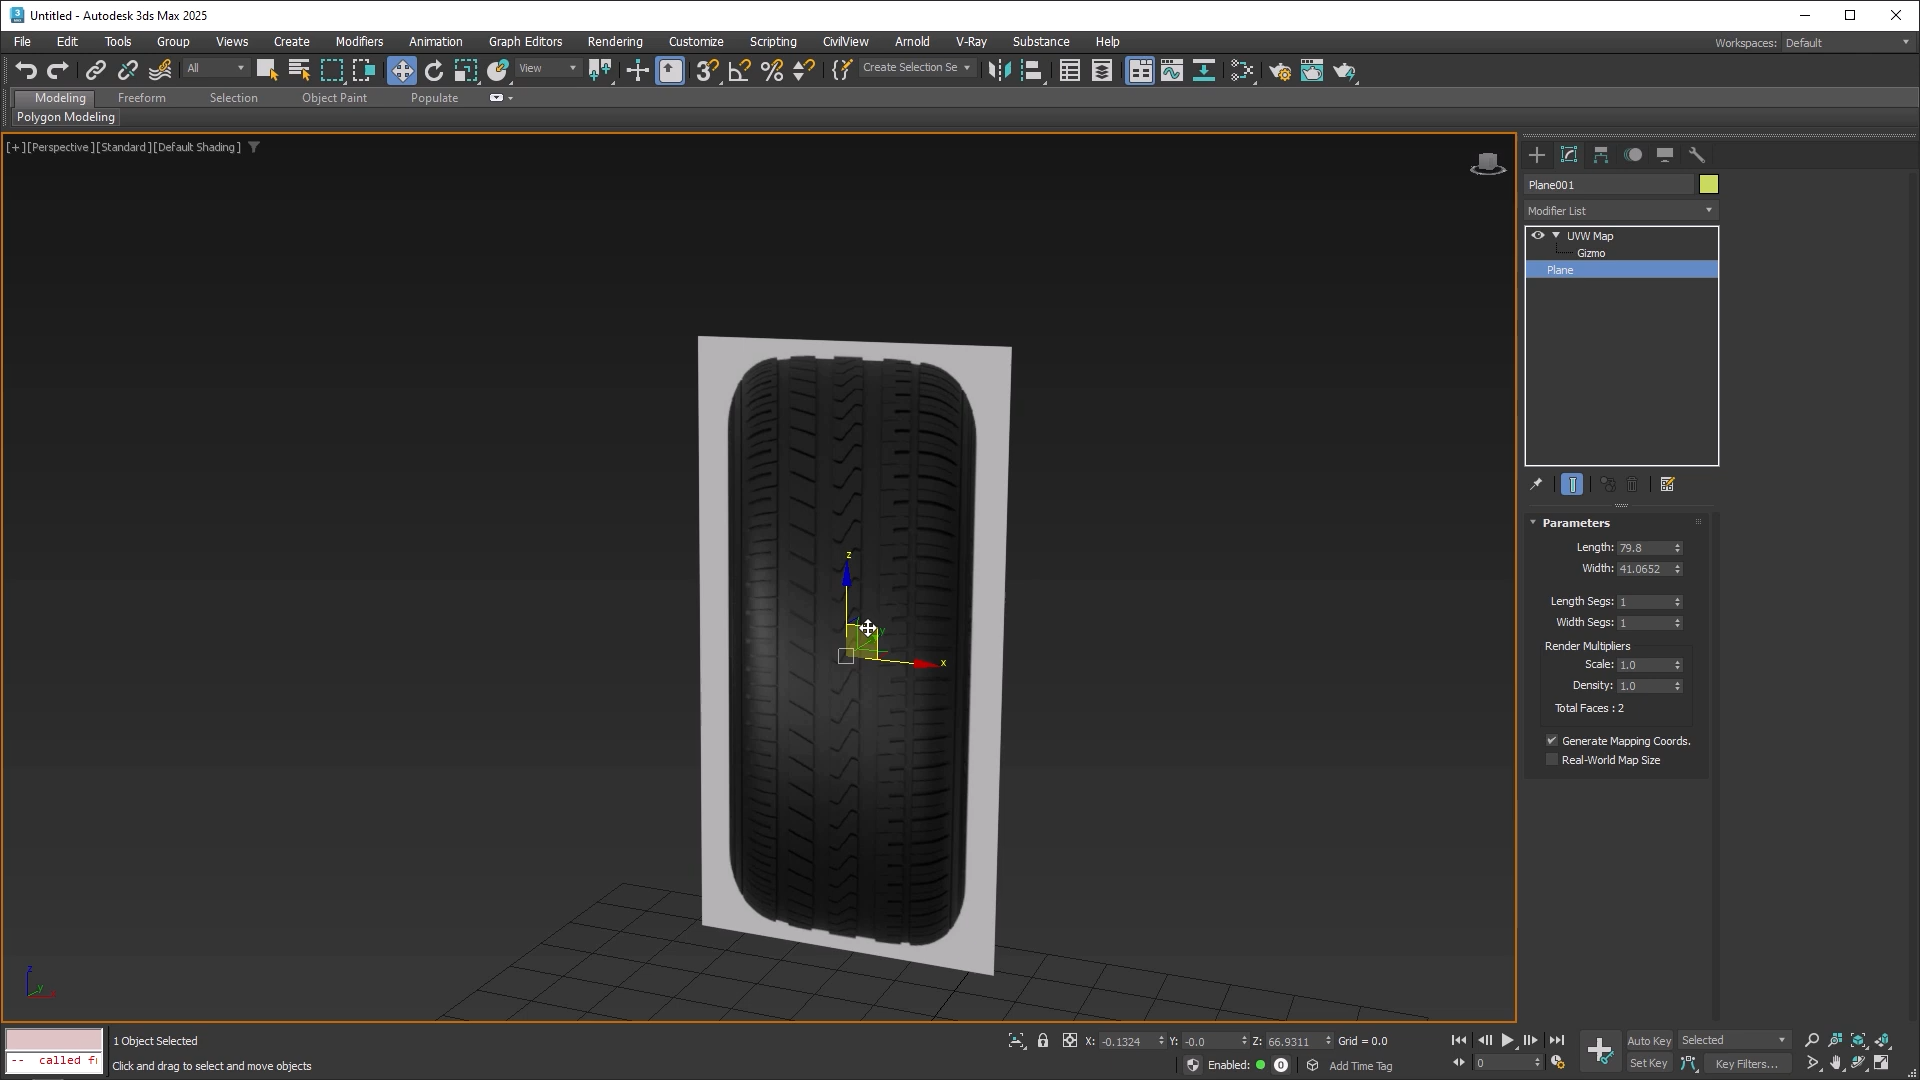 Untitled - Autodesk 3ds Max 2025
File Edit Tools Group Views Create Modifiers Animation Graph Editors Rendering Customize Scripting CivilView Arnold V-Ray Substance Help
Workspaces: Default
All View Create Selection Se
Modeling Freeform Selection Object Paint Populate
Polygon Modeling
[+][Perspective][Standard][Default Shading]
Plane001
Modifier List
UVW Map
Gizmo
Plane
Parameters
Length: 79.8
Width: 41.0652
Length Segs: 1
Width Segs: 1
Render Multipliers
Scale: 1.0
Density: 1.0
Total Faces : 2
Generate Mapping Coords.
Real-World Map Size
z
y
x
z
y
1 Object Selected
X: -0.1324 Y: -0.0 Z: 66.9311 Grid = 0.0
Auto Key Selected
-- called f
Click and drag to select and move objects
Enabled: 0 Add Time Tag
0
Set Key Key Filters...